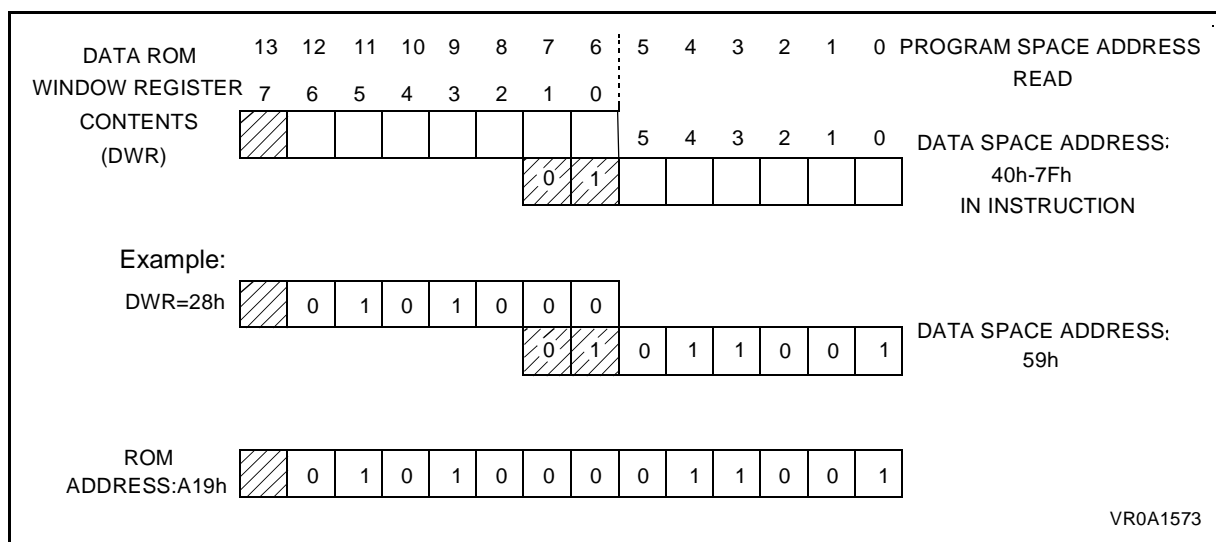 DATA ROM
WINDOW REGISTER
CONTENTS
(DWR)
13 12 11 10 9 8 7 6 5 4 3 2 1 0 PROGRAM SPACE ADDRESS
READ
7 6 5 4 3 2 1 0
5 4 3 2 1 0 DATA SPACE ADDRESS:
40h-7Fh
IN INSTRUCTION
0 1
Example:
DWR=28h 0 1 0 1 0 0 0
0 1 0 1 1 0 0 1 DATA SPACE ADDRESS:
59h
ROM
ADDRESS:A19h 0 1 0 1 0 0 0 0 1 1 0 0 1
VR0A1573